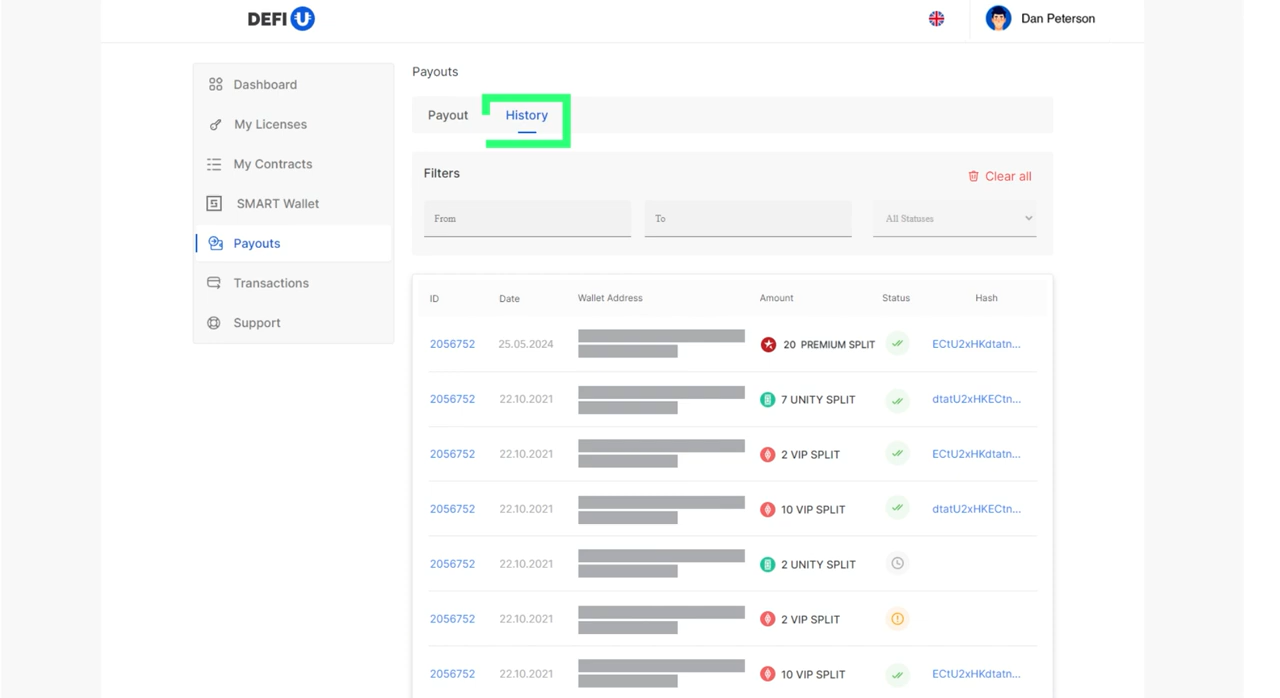 DEFI U
Dan Peterson
Dashboard
My Licenses
My Contracts
S SMART Wallet
Payouts
Transactions
Support
Payouts
Payout History
Filters
Clear all
From To All Statuses
ID Date Wallet Address Amount Status Hash
2056752 25.05.2024 20 PREMIUM SPLIT ECtU2xHKdtatn...
2056752 22.10.2021 7 UNITY SPLIT dtatU2xHKECtn...
2056752 22.10.2021 2 VIP SPLIT ECtU2xHKdtatn...
2056752 22.10.2021 10 VIP SPLIT dtatU2xHKECtn...
2056752 22.10.2021 2 UNITY SPLIT
2056752 22.10.2021 2 VIP SPLIT
2056752 22.10.2021 10 VIP SPLIT ECtU2xHKdtatn...